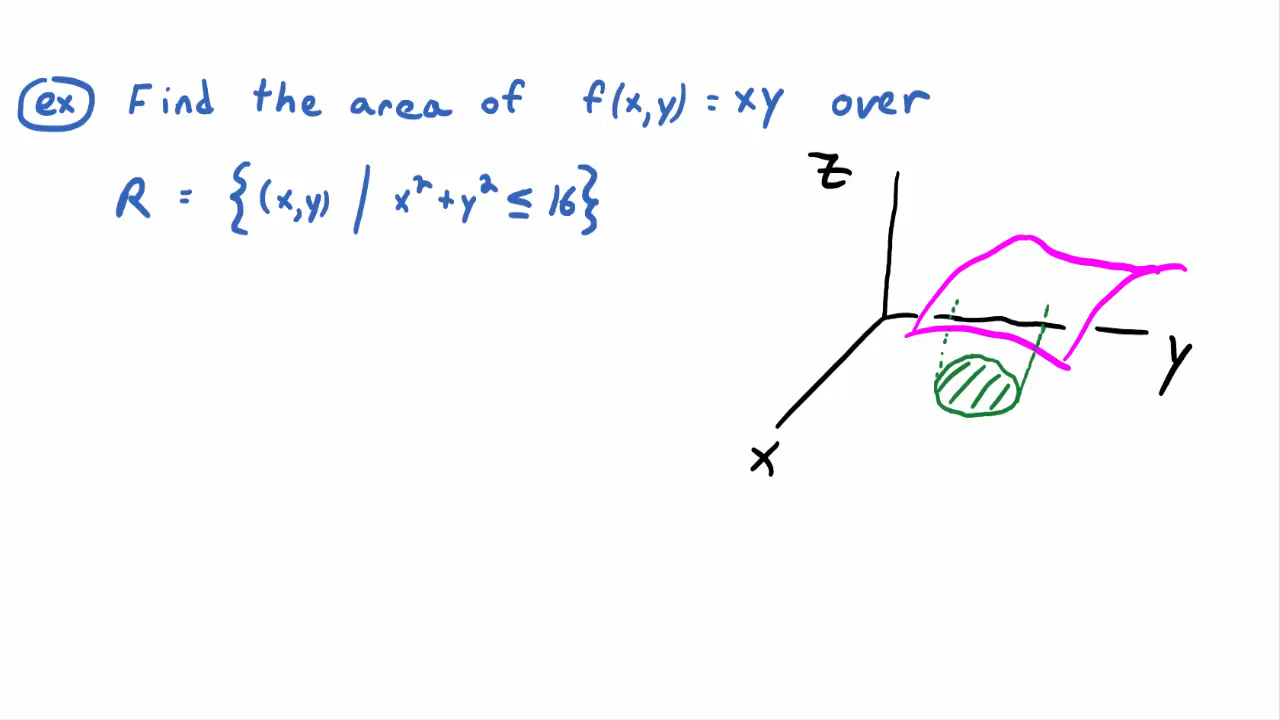 ex Find the area of f(x,y) = xy over
R = {(x,y) | x² + y² ≤ 16}
z
y
x